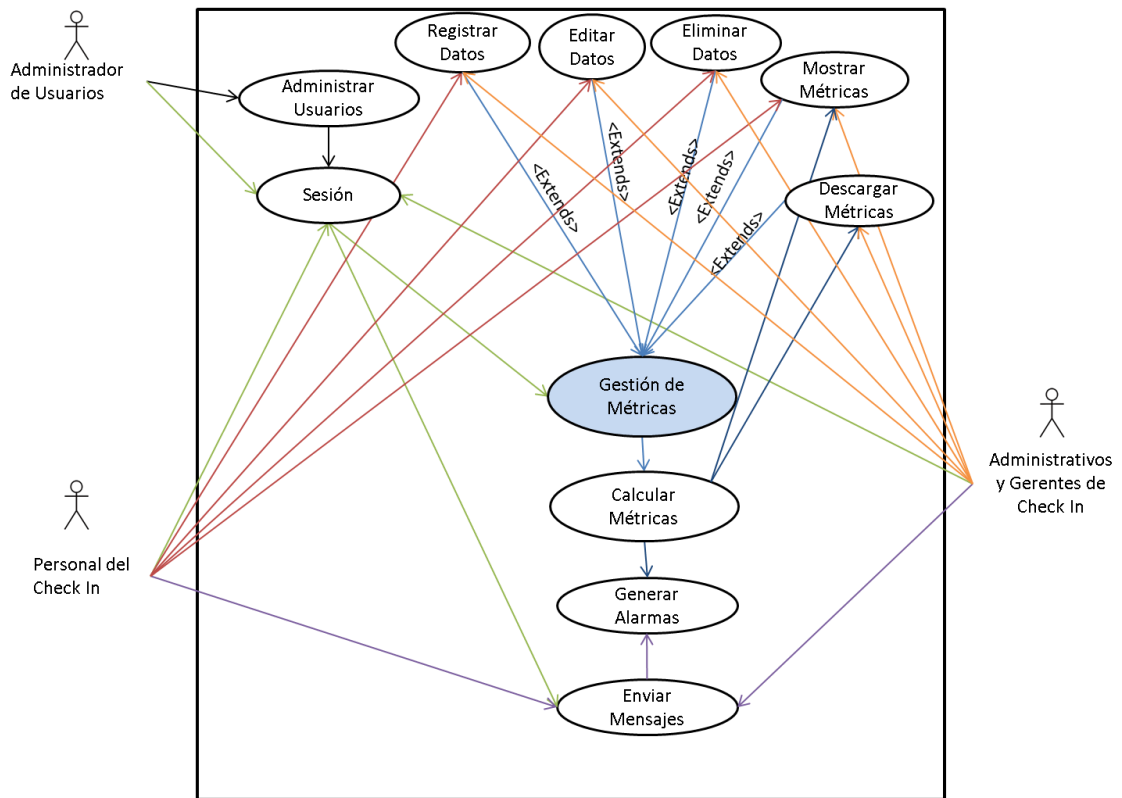 Registrar
Datos
Editar
Datos
Eliminar
Datos
Mostrar
Métricas
Administrador
de Usuarios
Administrar
Usuarios
Sesión
Descargar
Métricas
<Extends>
<Extends>
<Extends>
<Extends>
<Extends>
Gestión de
Métricas
Administrativos
y Gerentes de
Check In
Calcular
Métricas
Personal del
Check In
Generar
Alarmas
Enviar
Mensajes